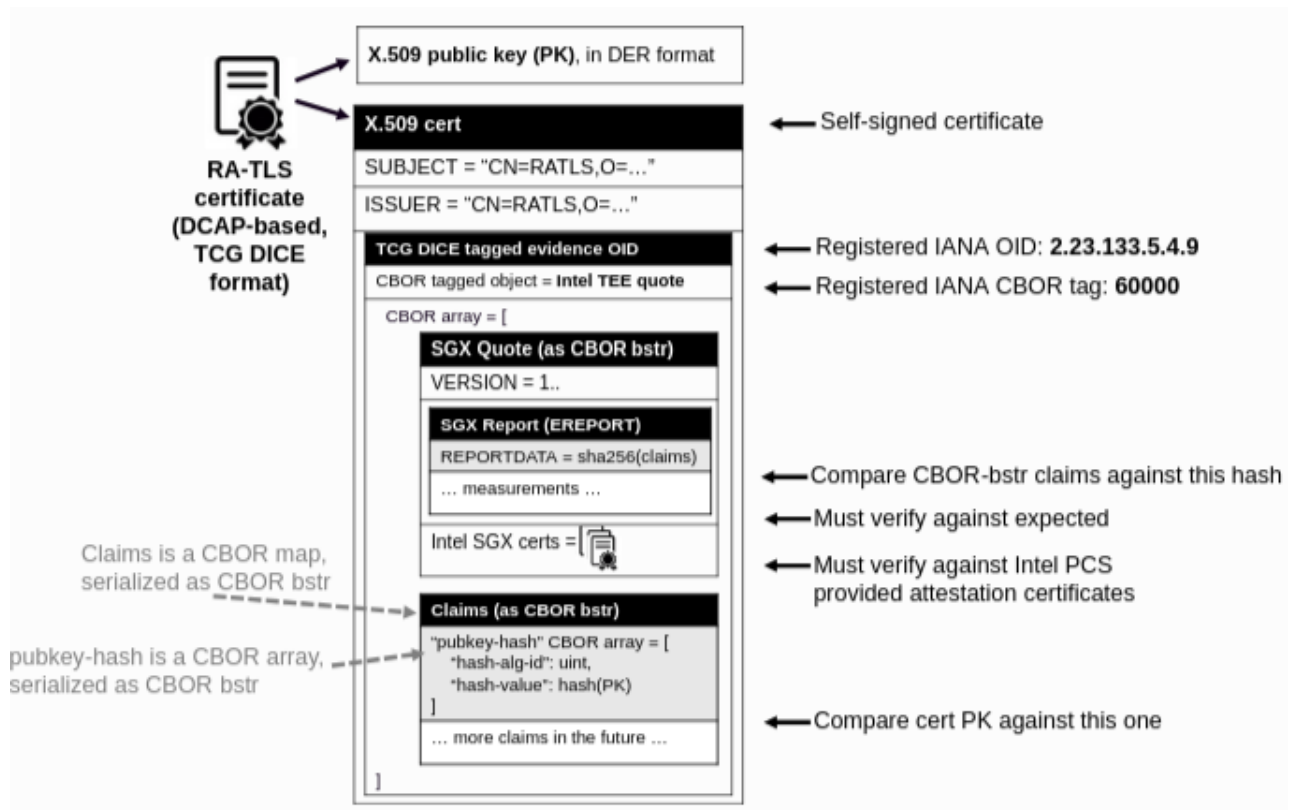 X.509 public key (PK), in DER format
RA-TLS
certificate
(DCAP-based,
TCG DICE
format)
X.509 cert
Self-signed certificate
SUBJECT = “CN=RATLS,O=…”
ISSUER = “CN=RATLS,O=…”
TCG DICE tagged evidence OID
Registered IANA OID: 2.23.133.5.4.9
CBOR tagged object = Intel TEE quote
Registered IANA CBOR tag: 60000
CBOR array = [
SGX Quote (as CBOR bstr)
VERSION = 1..
SGX Report (EREPORT)
REPORTDATA = sha256(claims)
Compare CBOR-bstr claims against this hash
… measurements …
Must verify against expected
Intel SGX certs =[
Must verify against Intel PCS
provided attestation certificates
Claims is a CBOR map,
serialized as CBOR bstr
Claims (as CBOR bstr)
"pubkey-hash" CBOR array = [
"hash-alg-id": uint,
"hash-value": hash(PK)
]
pubkey-hash is a CBOR array,
serialized as CBOR bstr
Compare cert PK against this one
… more claims in the future …
]